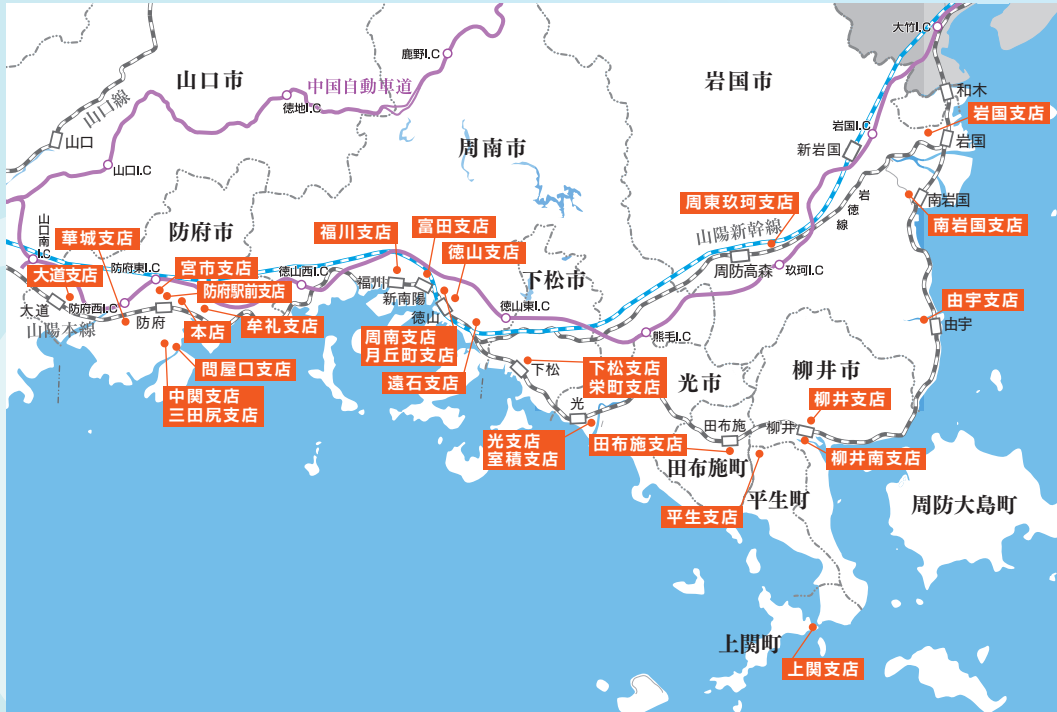 大竹I.C
鹿野I.C
山口市
岩国市
中国自動車道
和木
山口線
徳地I.C
岩国支店
岩国I.C
山口
岩国
周南市
新岩国
山口I.C
南岩国
周東玖珂支店
岩徳線
南岩国支店
山口南I.C
華城支店
防府市
福川支店
富田支店
山陽新幹線
徳山支店
防府東I.C
宮市支店
徳山西I.C
下松市
周防高森
玖珂I.C
大道支店
防府駅前支店
福川
新南陽
由宇支店
大道
防府西I.C
防府
本店
牟礼支店
徳山
徳山東I.C
由宇
山陽本線
周南支店
月丘町支店
熊毛I.C
問屋口支店
下松
下松支店
栄町支店
柳井市
遠石支店
光市
中関支店
三田尻支店
光
柳井支店
田布施
柳井
光支店
室積支店
田布施支店
柳井南支店
田布施町
平生町
周防大島町
平生支店
上関町
上関支店